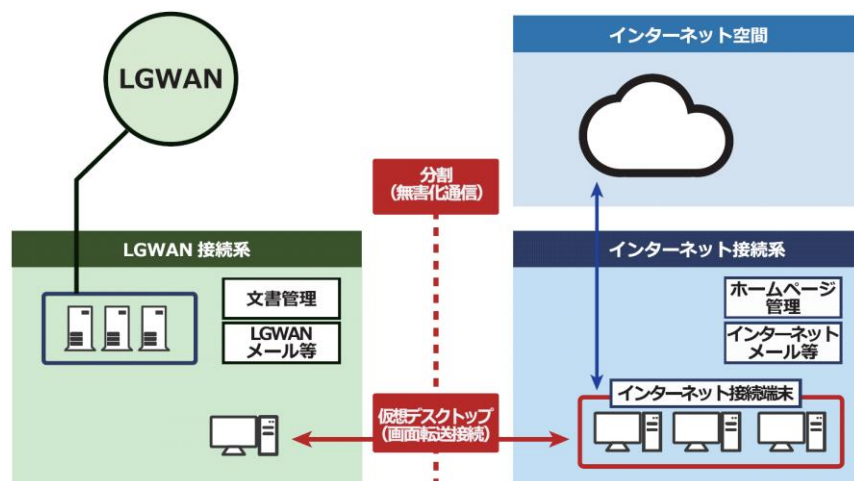 LGWAN
インターネット空間
分割
(無害化通信)
LGWAN 接続系
インターネット接続系
文書管理
LGWAN
メール等
ホームページ
管理
インターネット
メール等
インターネット接続端末
仮想デスクトップ
(画面転送接続)